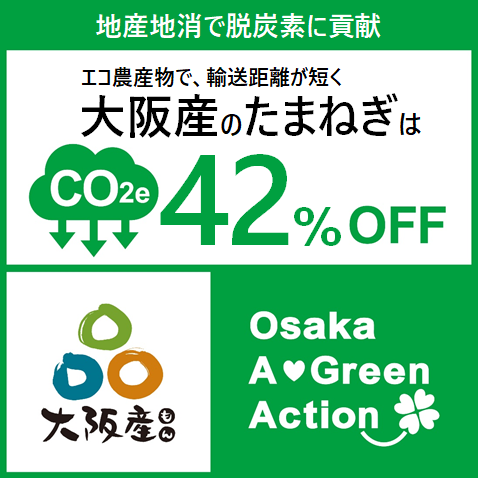 地産地消で脱炭素に貢献
エコ農産物で、輸送距離が短く
大阪産のたまねぎは
CO2e
42%OFF
大阪産もん
Osaka
A♥Green
Action